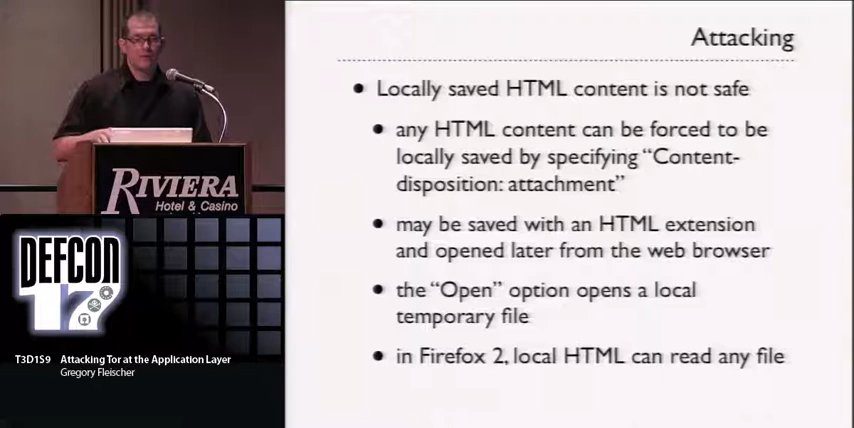 Attacking
• Locally saved HTML content is not safe
• any HTML content can be forced to be
locally saved by specifying “Content-
disposition: attachment”
• may be saved with an HTML extension
and opened later from the web browser
• the “Open” option opens a local
temporary file
• in Firefox 2, local HTML can read any file
RIVIERA
Hotel & Casino
DEFCON
17
T3D1S9 Attacking Tor at the Application Layer
Gregory Fleischer